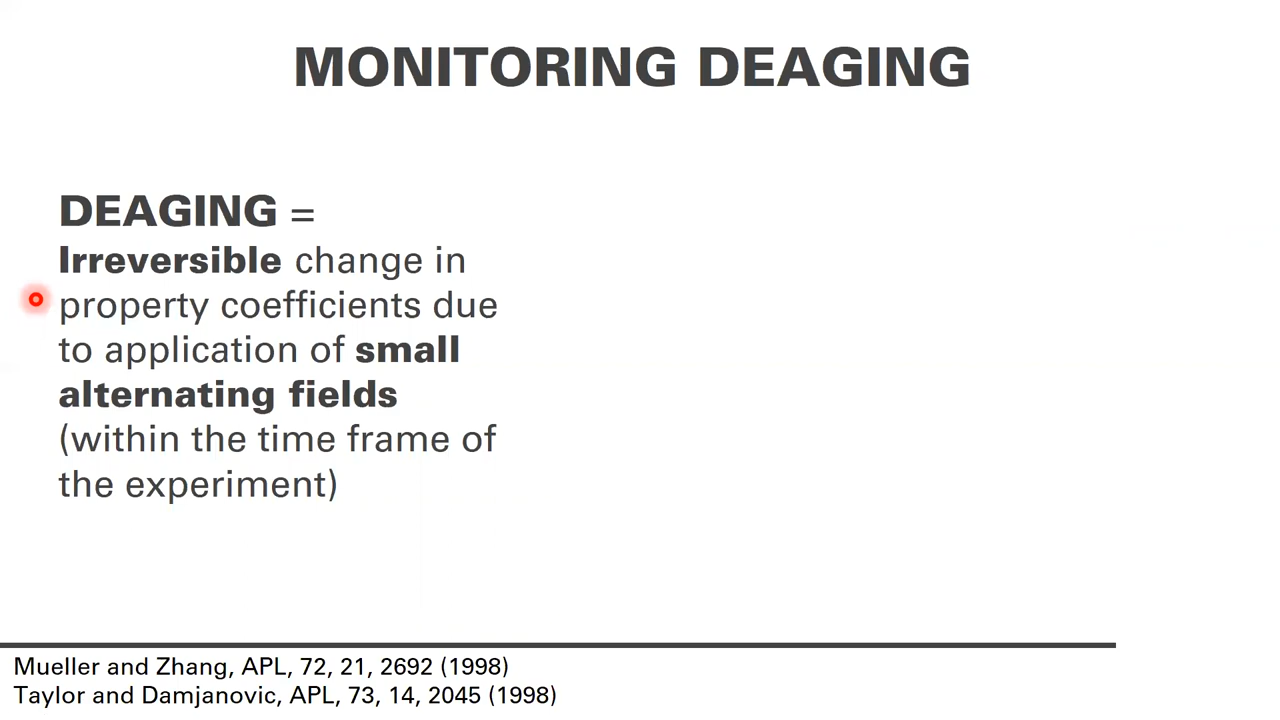 MONITORING DEAGING
DEAGING =
Irreversible change in
property coefficients due
to application of small
alternating fields
(within the time frame of
the experiment)
Mueller and Zhang, APL, 72, 21, 2692 (1998)
Taylor and Damjanovic, APL, 73, 14, 2045 (1998)